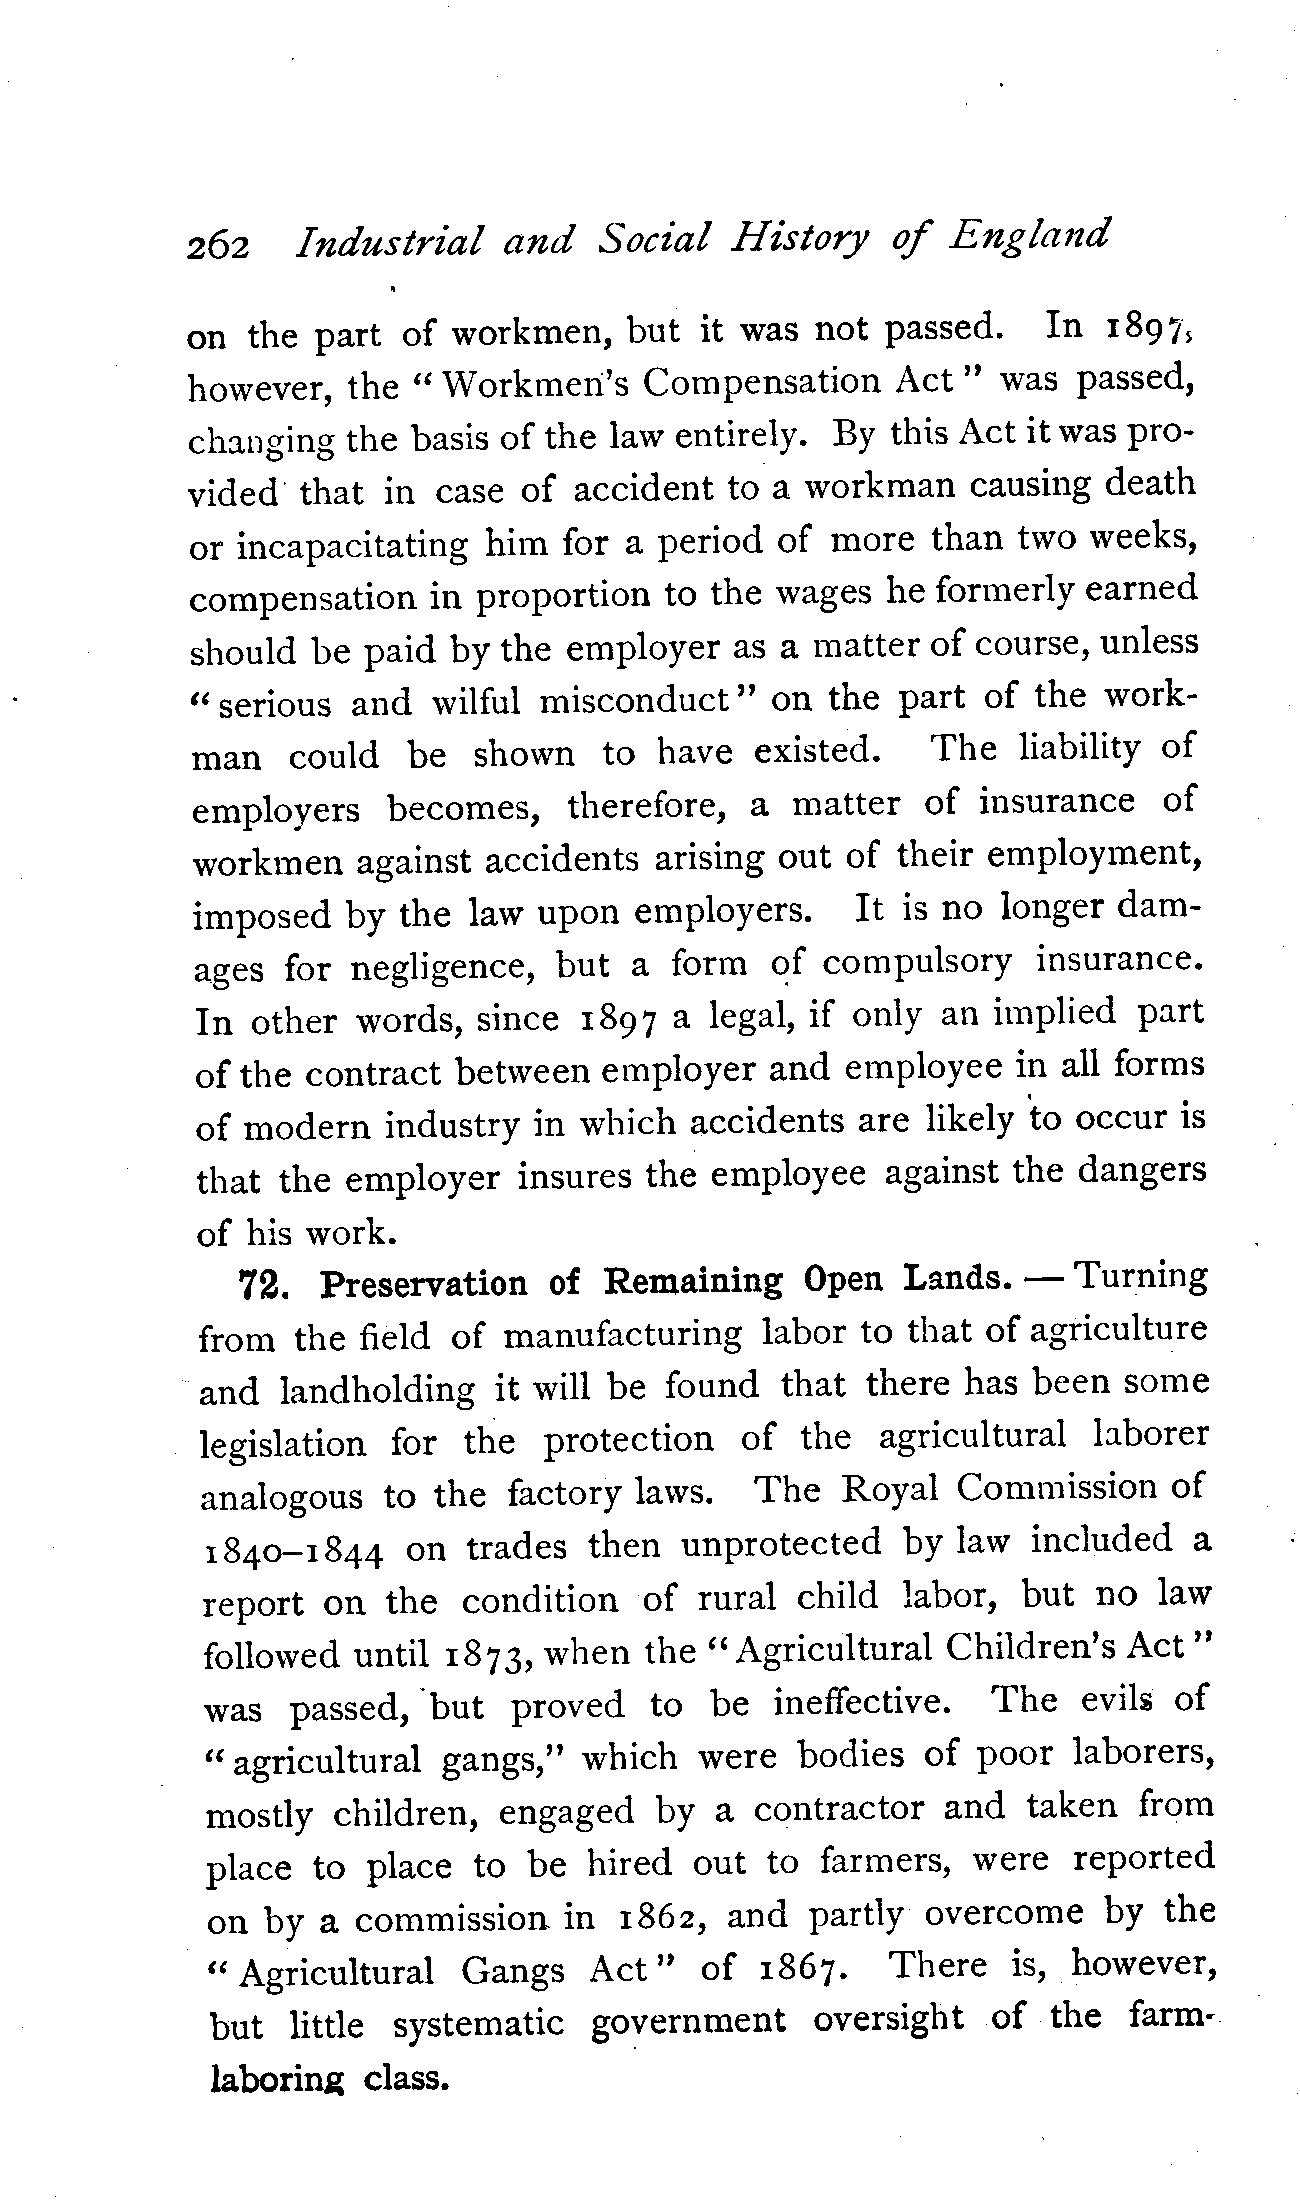 262 Industrial and Social History of England
on the part of workmen, but it was not passed. In 1897,
however, the "Workmen's Compensation Act" was passed,
changing the basis of the law entirely. By this Act it was pro-
vided that in case of accident to a workman causing death
or incapacitating him for a period of more than two weeks,
compensation in proportion to the wages he formerly earned
should be paid by the employer as a matter of course, unless
"serious and wilful misconduct" on the part of the work-
man could be shown to have existed. The liability of
employers becomes, therefore, a matter of insurance of
workmen against accidents arising out of their employment,
imposed by the law upon employers. It is no longer dam-
ages for negligence, but a form of compulsory insurance.
In other words, since 1897 a legal, if only an implied part
of the contract between employer and employee in all forms
of modern industry in which accidents are likely to occur is
that the employer insures the employee against the dangers
of his work.
72. Preservation of Remaining Open Lands. — Turning
from the field of manufacturing labor to that of agriculture
and landholding it will be found that there has been some
legislation for the protection of the agricultural laborer
analogous to the factory laws. The Royal Commission of
1840–1844 on trades then unprotected by law included a
report on the condition of rural child labor, but no law
followed until 1873, when the "Agricultural Children's Act"
was passed, but proved to be ineffective. The evils of
"agricultural gangs," which were bodies of poor laborers,
mostly children, engaged by a contractor and taken from
place to place to be hired out to farmers, were reported
on by a commission in 1862, and partly overcome by the
"Agricultural Gangs Act" of 1867. There is, however,
but little systematic government oversight of the farm-
laboring class.